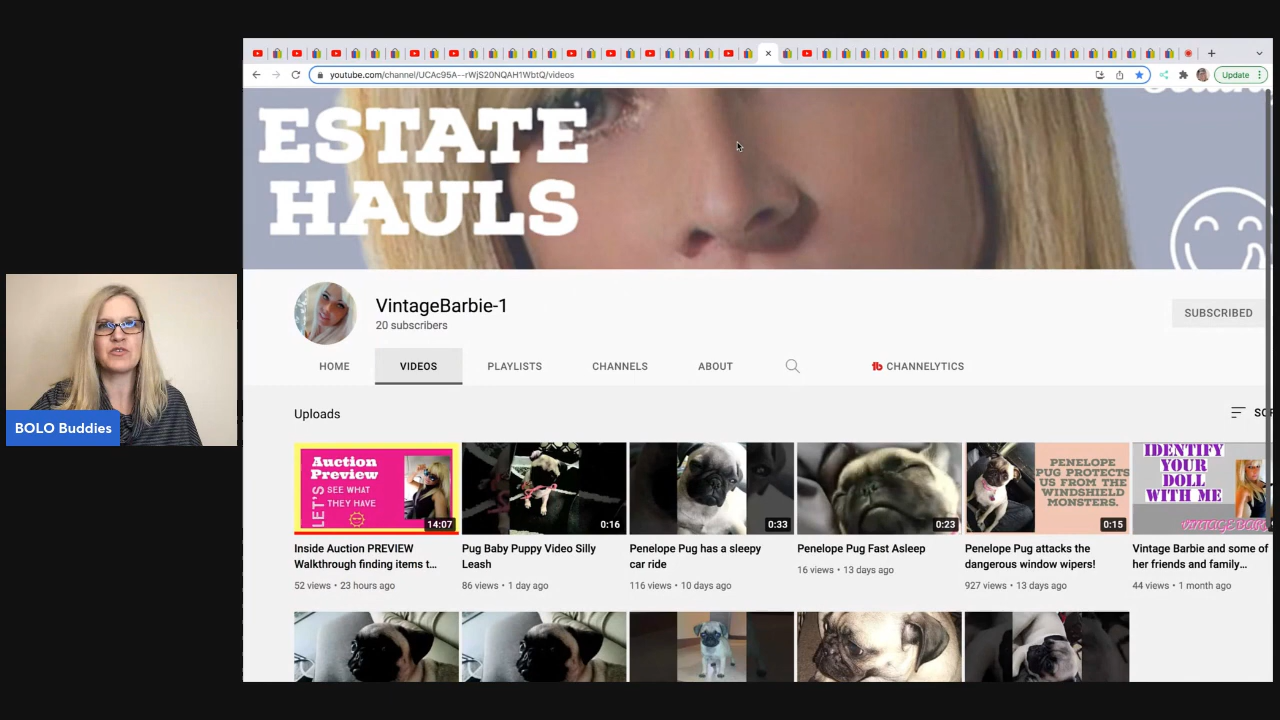 youtube.com/channel/UCAc95A--rWjS20NQAH1WbtQ/videos
Update
ESTATE
HAULS
VintageBarbie-1
20 subscribers
SUBSCRIBED
HOME
VIDEOS
PLAYLISTS
CHANNELS
ABOUT
CHANNELYTICS
BOLO Buddies
Uploads
Auction
Preview
LET'S
SEE WHAT
THEY HAVE
14:07
0:16
0:33
0:23
PENELOPE
PUG PROTECTS
US FROM THE
WINDSHIELD
MONSTERS.
0:15
IDENTIFY
YOUR
DOLL
WITH ME
Inside Auction PREVIEW
Walkthrough finding items t...
52 views • 23 hours ago
Pug Baby Puppy Video Silly
Leash
86 views • 1 day ago
Penelope Pug has a sleepy
car ride
116 views • 10 days ago
Penelope Pug Fast Asleep
16 views • 13 days ago
Penelope Pug attacks the
dangerous window wipers!
927 views • 13 days ago
Vintage Barbie and some of
her friends and family...
44 views • 1 month ago